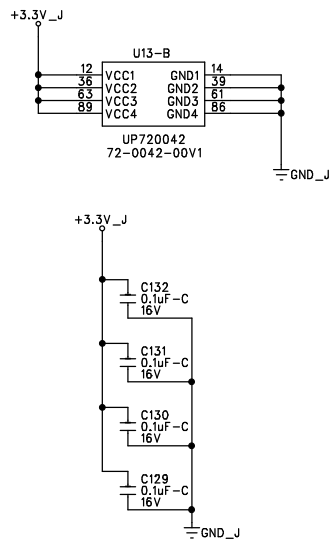 +3.3V_J
U13-B
12 VCC1 GND1 14
36 VCC2 GND2 39
63 VCC3 GND3 61
89 VCC4 GND4 86
UP720042
72-0042-00V1
GND_J
+3.3V_J
C132
0.1uF-C
16V
C131
0.1uF-C
16V
C130
0.1uF-C
16V
C129
0.1uF-C
16V
GND_J